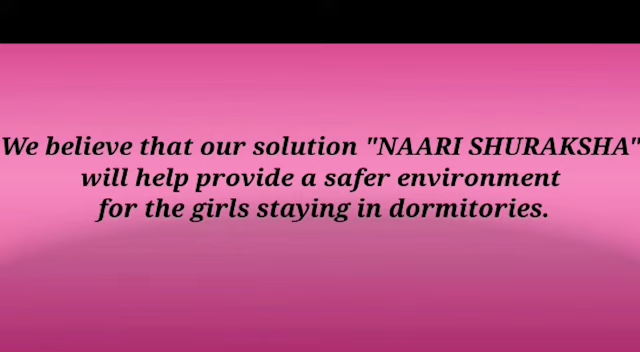 We believe that our solution "NAARI SHURAKSHA"
will help provide a safer environment
for the girls staying in dormitories.